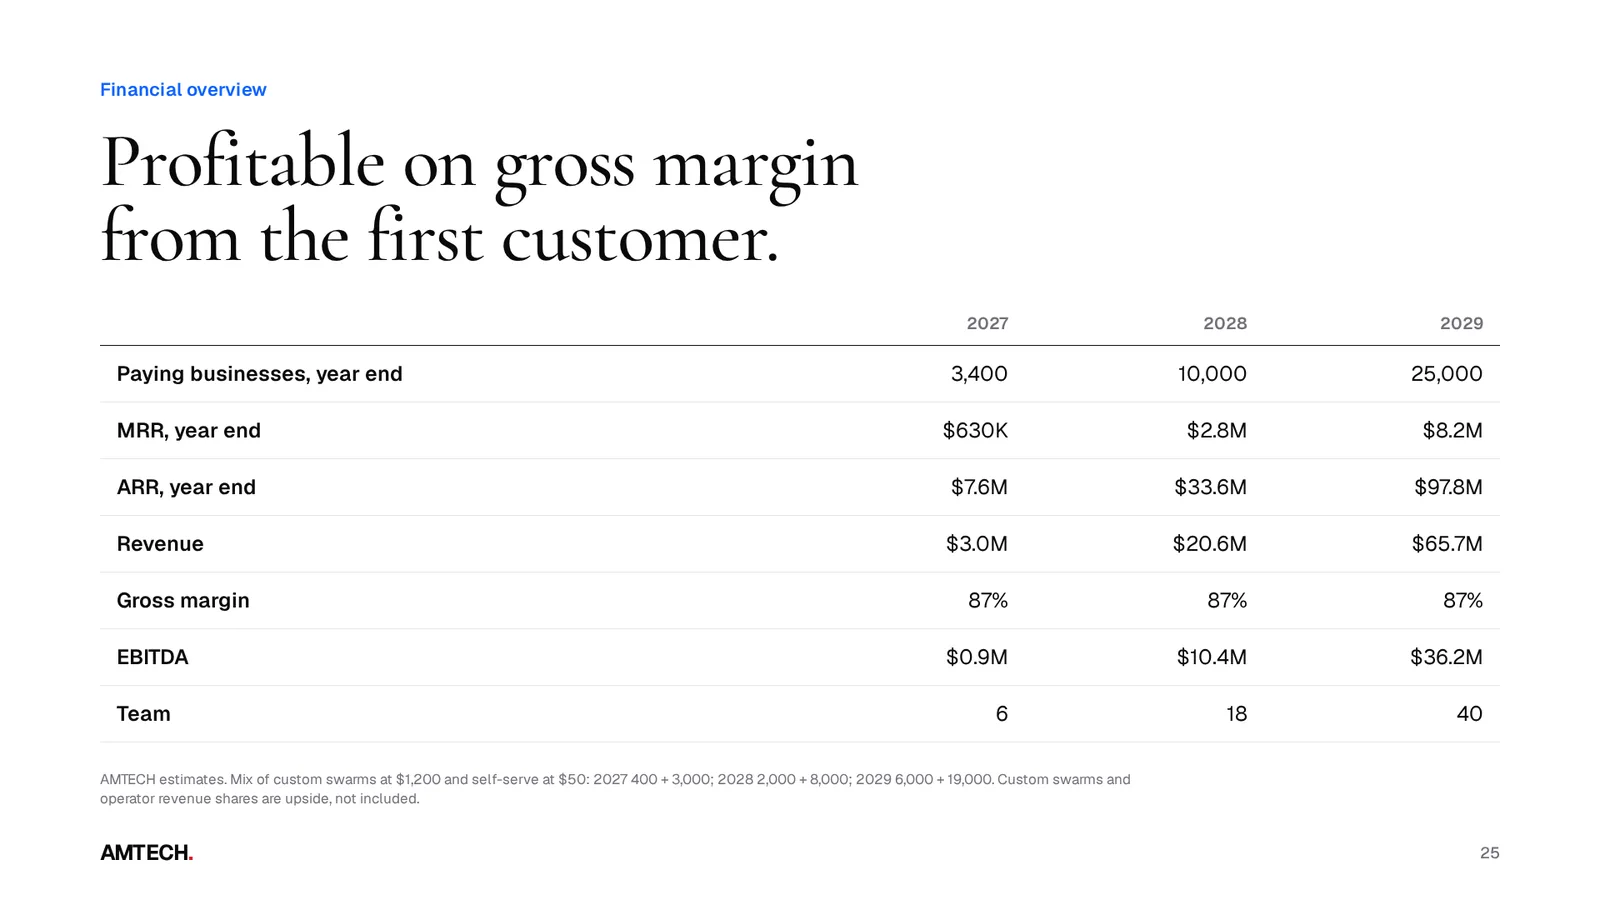 Financial overview
Profitable on gross margin
from the first customer.
2027 2028 2029
Paying businesses, year end 3,400 10,000 25,000
MRR, year end $630K $2.8M $8.2M
ARR, year end $7.6M $33.6M $97.8M
Revenue $3.0M $20.6M $65.7M
Gross margin 87% 87% 87%
EBITDA $0.9M $10.4M $36.2M
Team 6 18 40
AMTECH estimates. Mix of custom swarms at $1,200 and self-serve at $50: 2027 400 + 3,000; 2028 2,000 + 8,000; 2029 6,000 + 19,000. Custom swarms and
operator revenue shares are upside, not included.
AMTECH. 25